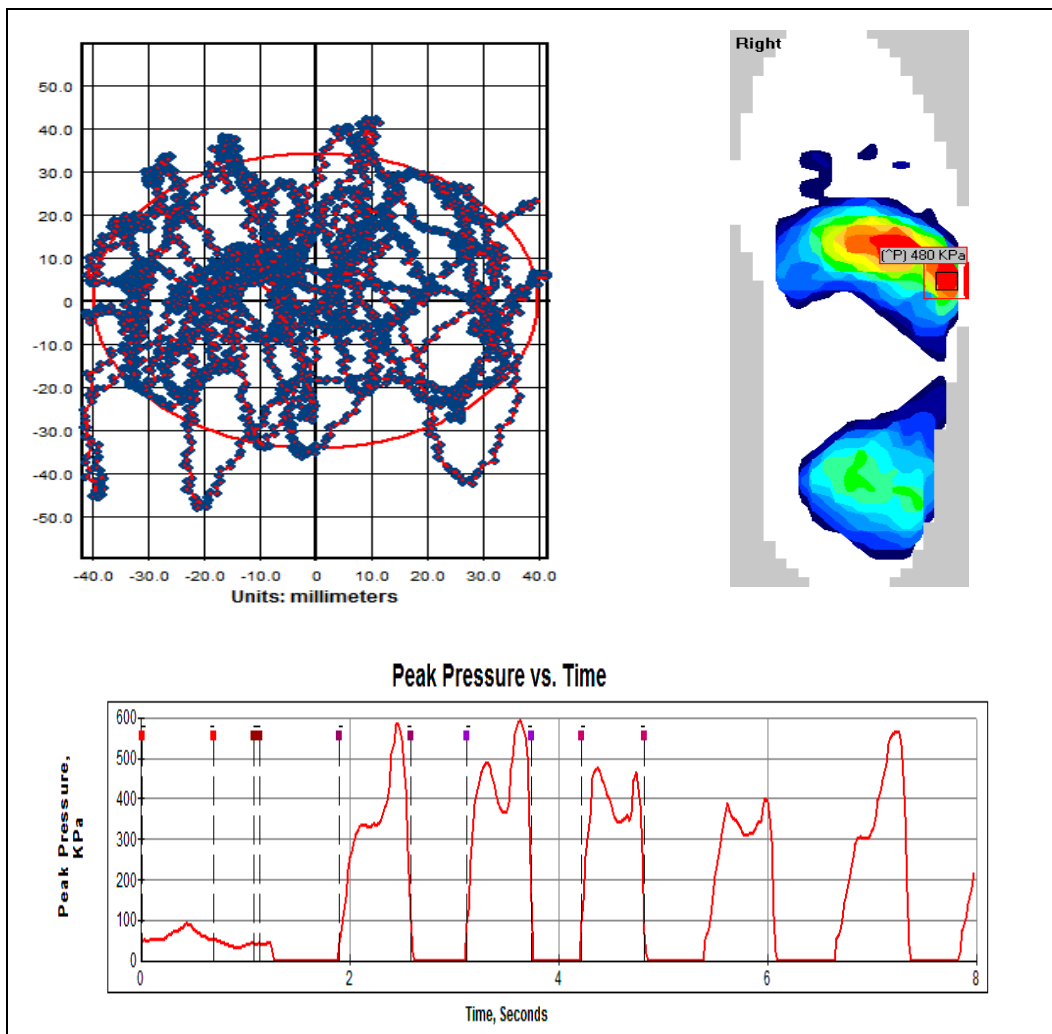 50.0
40.0
30.0
20.0
10.0
0
-10.0
-20.0
-30.0
-40.0
-50.0
-40.0 -30.0 -20.0 -10.0 0 10.0 20.0 30.0 40.0
Units: millimeters
Right
(^P) 480 KPa
Peak Pressure vs. Time
Peak Pressure,
KPa
600
500
400
300
200
100
0
0 2 4 6 8
Time, Seconds